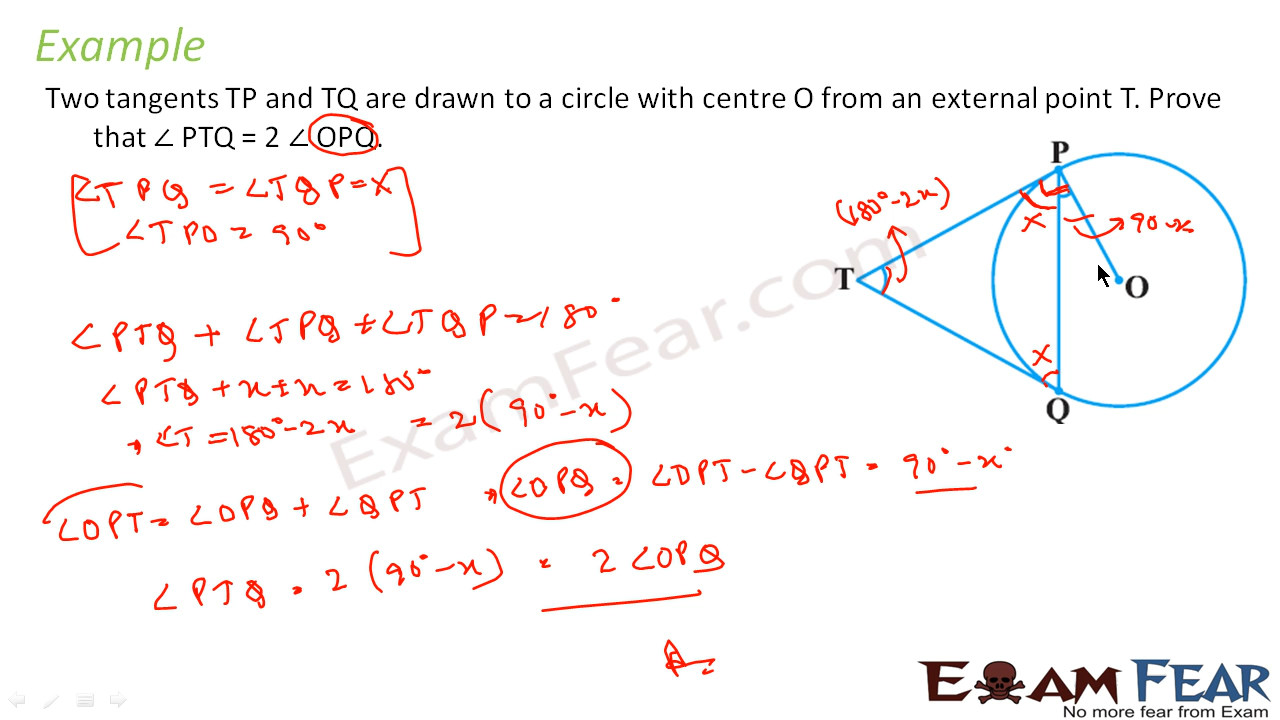 Example
Two tangents TP and TQ are drawn to a circle with centre O from an external point T. Prove
that ∠ PTQ = 2 ∠ OPQ.
∠TPQ = ∠TQP = x
∠TPO = 90°
∠PTQ + ∠TPQ + ∠TQP = 180°
∠PTQ + x + x = 180°
∠T = 180° - 2x = 2(90° - x)
∠OPT = ∠OPQ + ∠QPT ∠OPQ = ∠OPT - ∠QPT = 90° - x°
∠PTQ = 2(90° - x) = 2∠OPQ
P
(180° - 2x)
x
90-x
T
O
x
Q
ExamFear.com
EXAM FEAR
No more fear from Exam